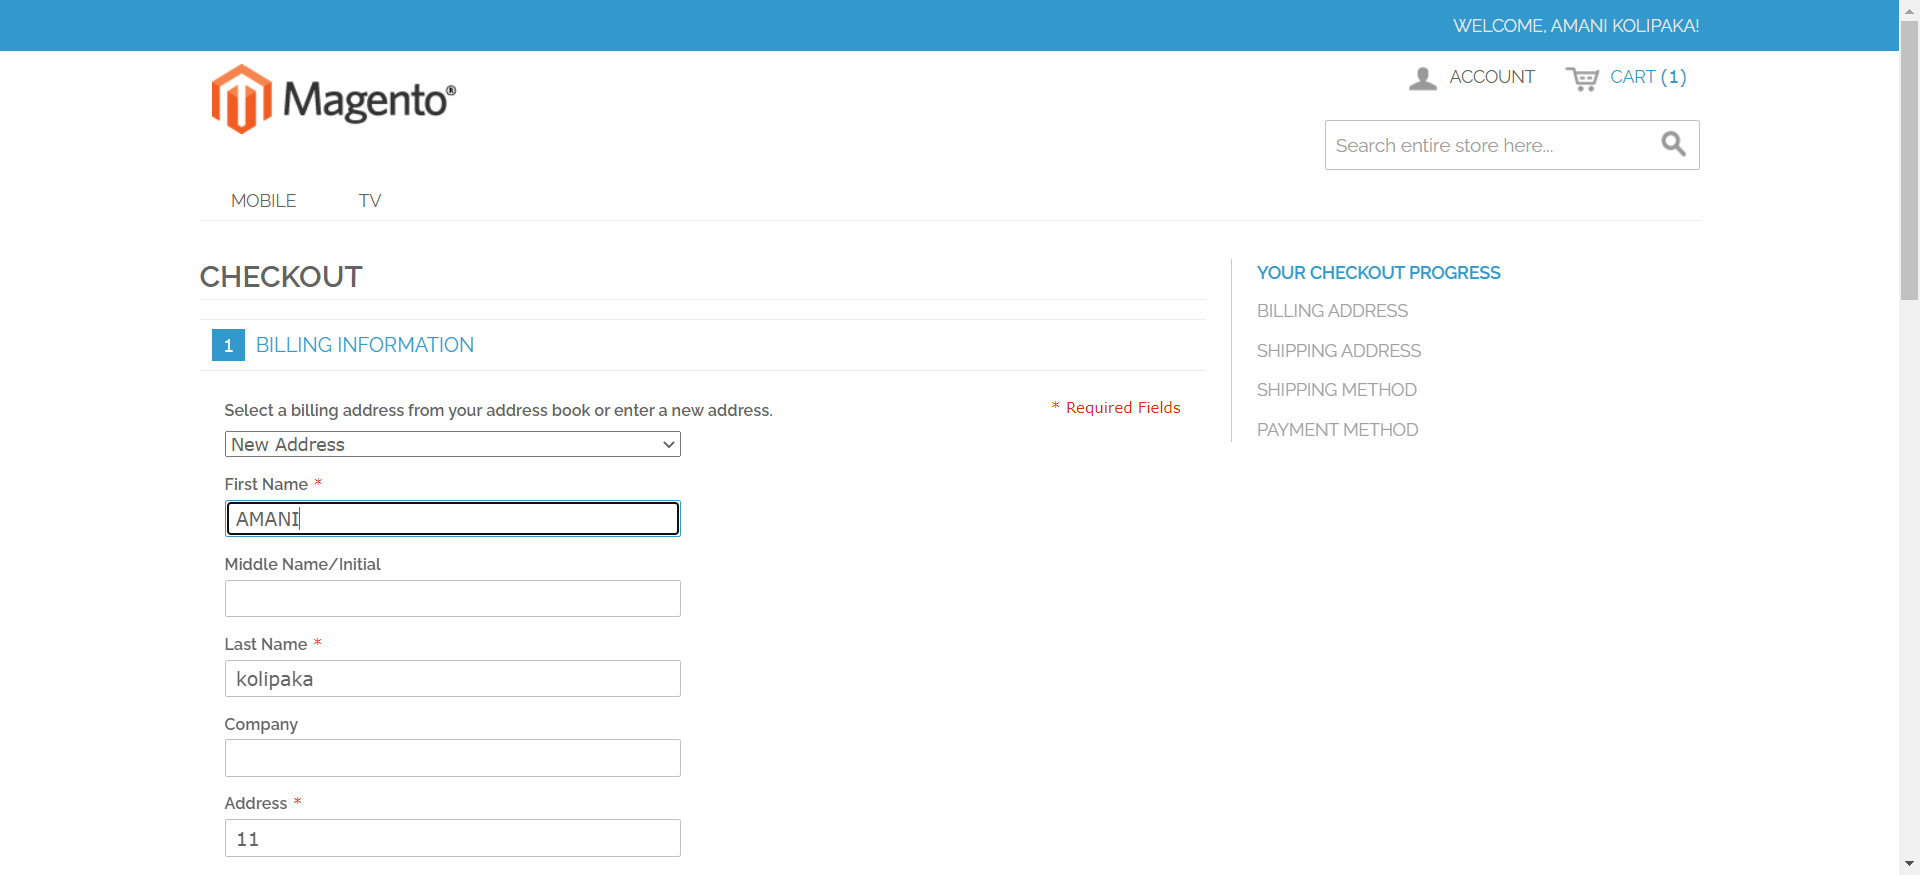 WELCOME, AMANI KOLIPAKA!
Magento®
ACCOUNT
CART (1)
Search entire store here...
MOBILE TV
CHECKOUT
1 BILLING INFORMATION
Select a billing address from your address book or enter a new address.
* Required Fields
New Address
First Name *
AMANI
Middle Name/Initial
Last Name *
kolipaka
Company
Address *
11
YOUR CHECKOUT PROGRESS
BILLING ADDRESS
SHIPPING ADDRESS
SHIPPING METHOD
PAYMENT METHOD